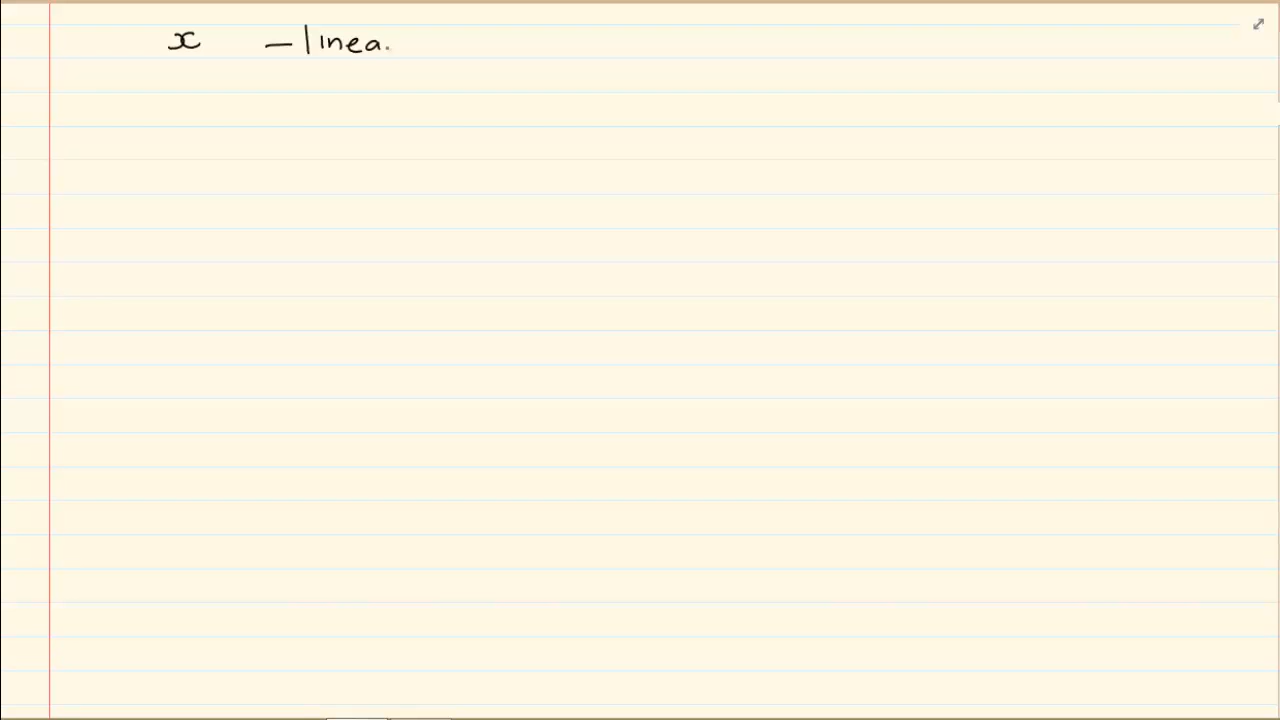 x — linea.